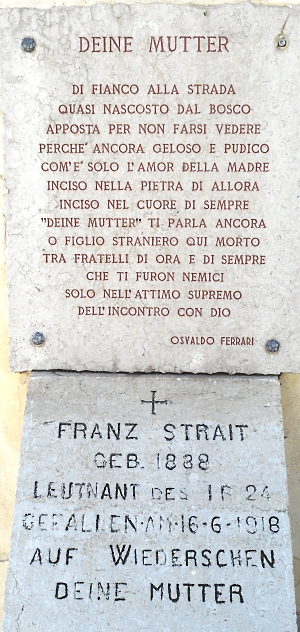 DEINE MUTTER
DI FIANCO ALLA STRADA
QUASI NASCOSTO DAL BOSCO
APPOSTA PER NON FARSI VEDERE
PERCHE' ANCORA GELOSO E PUDICO
COM'E' SOLO L'AMOR DELLA MADRE
INCISO NELLA PIETRA DI ALLORA
INCISO NEL CUORE DI SEMPRE
"DEINE MUTTER" TI PARLA ANCORA
O FIGLIO STRANIERO QUI MORTO
TRA FRATELLI DI ORA E DI SEMPRE
CHE TI FURON NEMICI
SOLO NELL'ATTIMO SUPREMO
DELL'INCONTRO CON DIO
OSVALDO FERRARI
FRANZ STRAIT
GEB. 1888
LEUTNANT DES I R 24
GEFALLEN·AM·16-6-1918
AUF WIEDERSCHEN
DEINE MUTTER